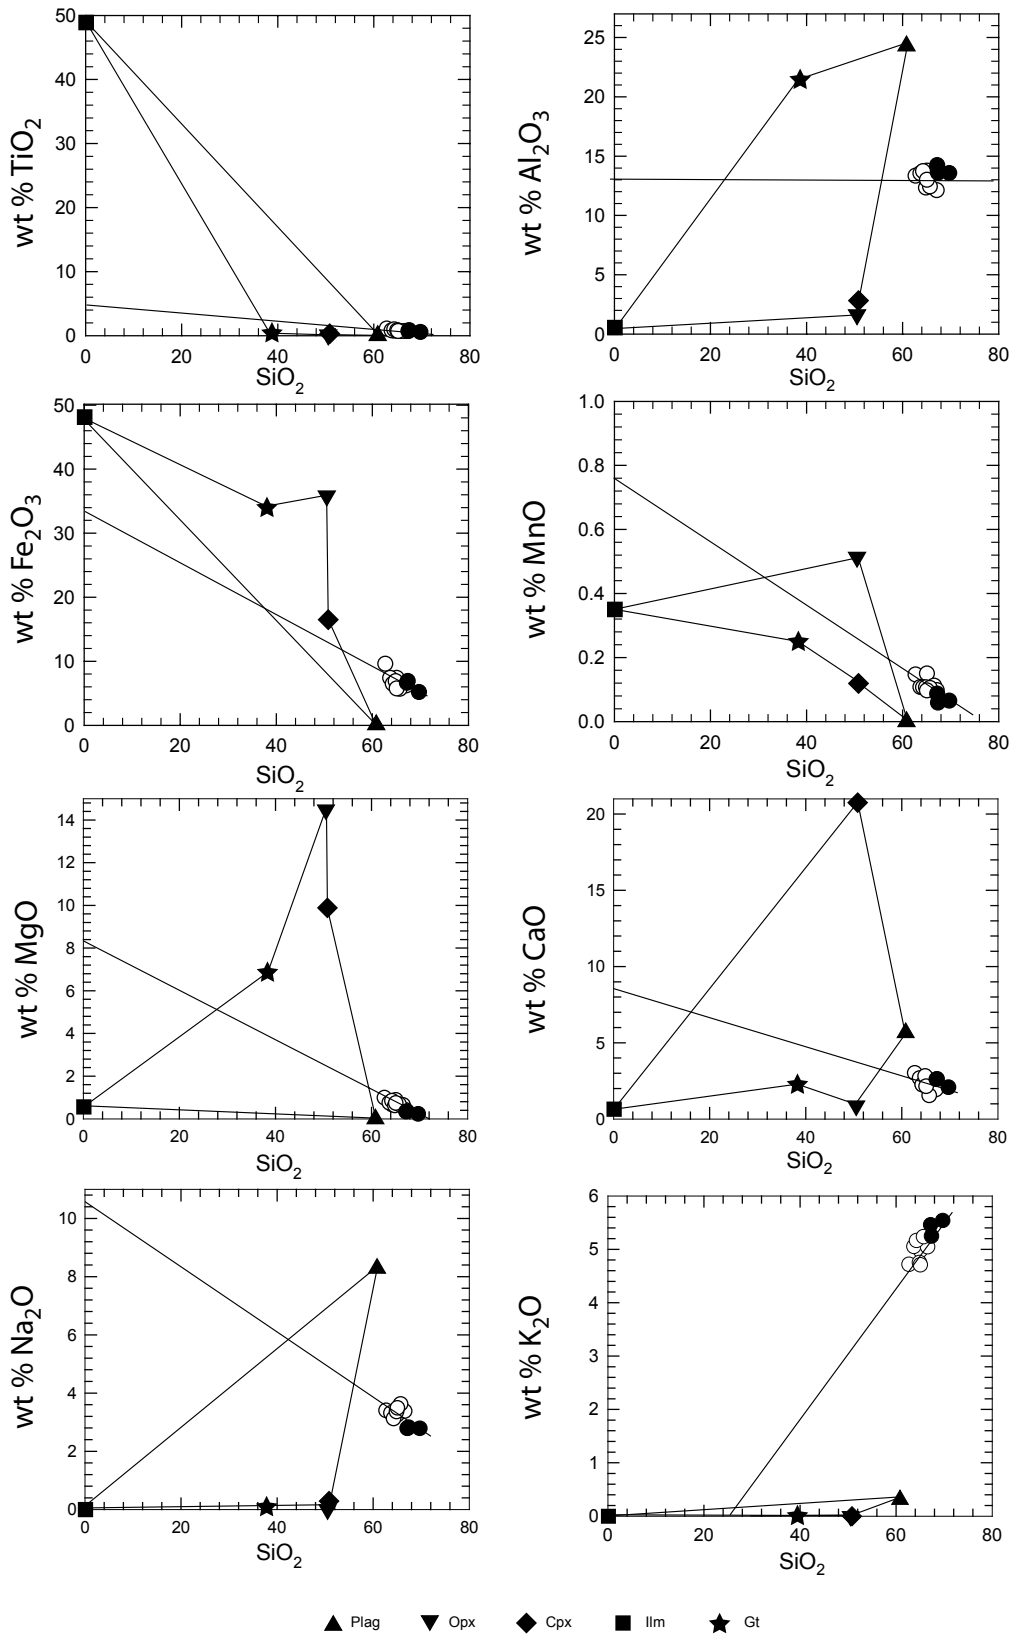 wt % TiO2
50
40
30
20
10
0
0 20 40 60 80
SiO2
wt % Al2O3
25
20
15
10
5
0
0 20 40 60 80
SiO2
wt % Fe2O3
50
40
30
20
10
0
0 20 40 60 80
SiO2
wt % MnO
1.0
0.8
0.6
0.4
0.2
0.0
0 20 40 60 80
SiO2
wt % MgO
14
12
10
8
6
4
2
0
0 20 40 60 80
SiO2
wt % CaO
20
15
10
5
0
0 20 40 60 80
SiO2
wt % Na2O
10
8
6
4
2
0
0 20 40 60 80
SiO2
wt % K2O
6
5
4
3
2
1
0
0 20 40 60 80
SiO2
Plag Opx Cpx Ilm Gt